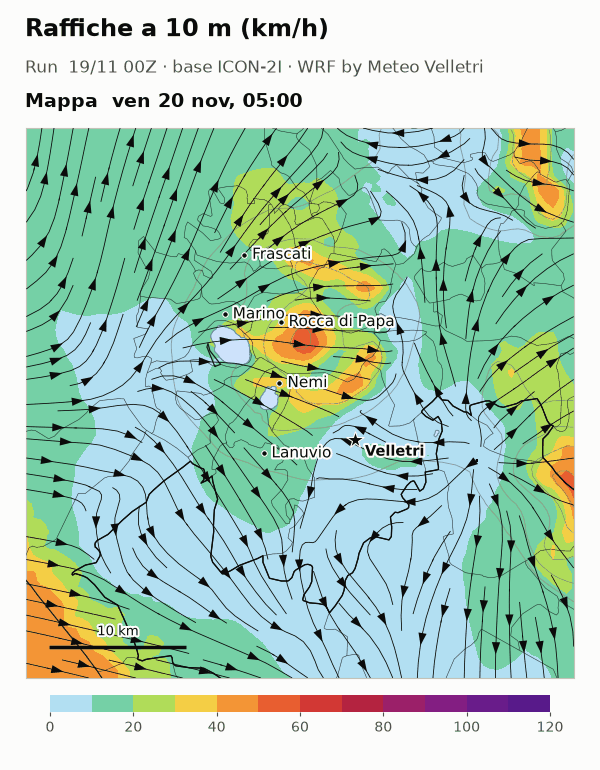 Raffiche a 10 m (km/h)
Run  19/11 00Z · base ICON-2I · WRF by Meteo Velletri
Mappa  ven 20 nov, 05:00
Frascati
Marino
Rocca di Papa
Nemi
Velletri
Lanuvio
10 km
0 20 40 60 80 100 120